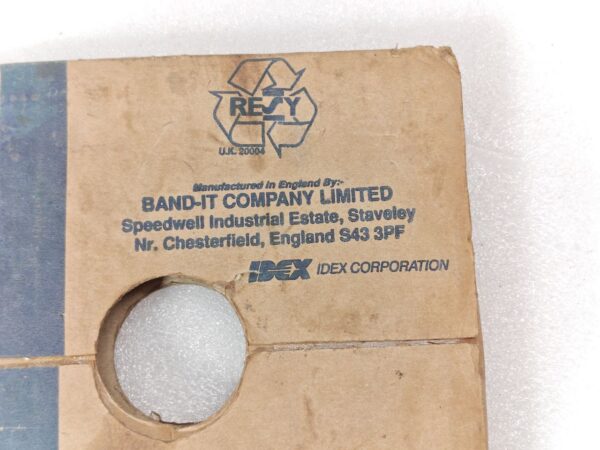 RESY
U.K. 20004
Manufactured in England By:-
BAND-IT COMPANY LIMITED
Speedwell Industrial Estate, Staveley
Nr. Chesterfield, England S43 3PF
IDEX IDEX CORPORATION